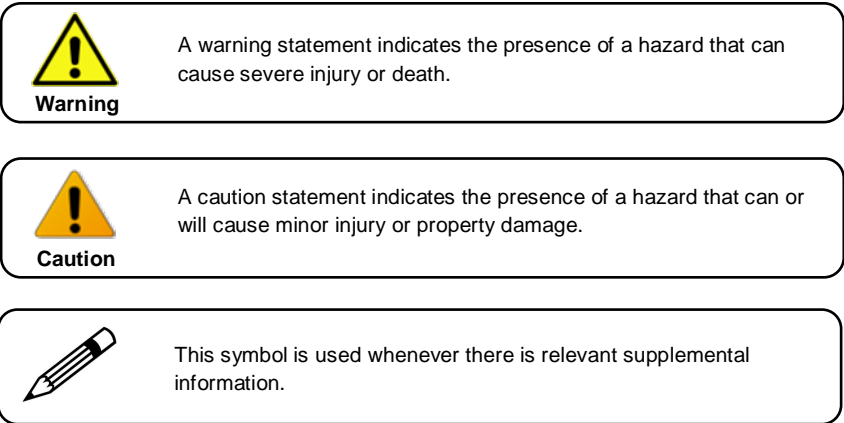 A warning statement indicates the presence of a hazard that can
cause severe injury or death.
Warning
A caution statement indicates the presence of a hazard that can or
will cause minor injury or property damage.
Caution
This symbol is used whenever there is relevant supplemental
information.